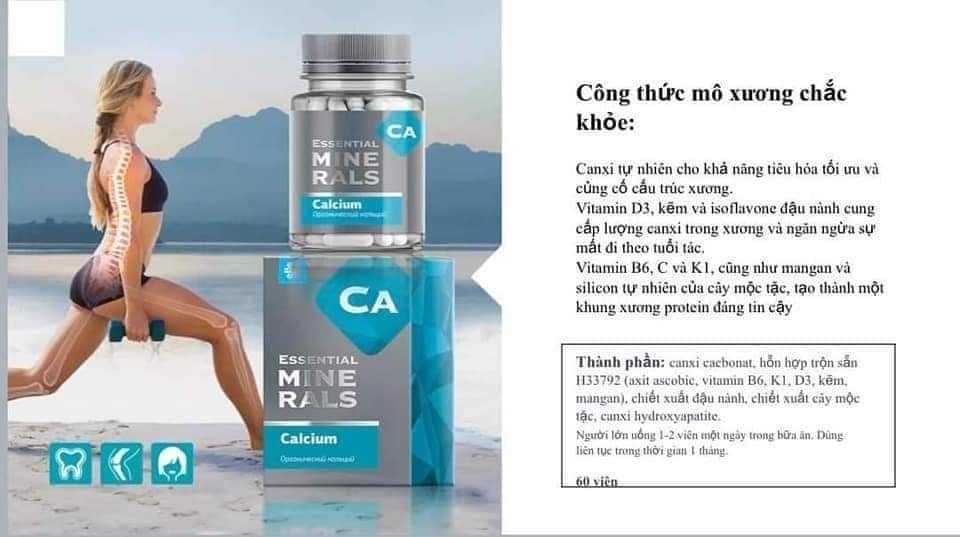 CA
ESSENTIAL
MINE
RALS
Calcium
Органический кальций
CA
ESSENTIAL
MINE
RALS
Calcium
Органический кальций
Công thức mô xương chắc
khỏe:
Canxi tự nhiên cho khả năng tiêu hóa tối ưu và
củng cố cấu trúc xương.
Vitamin D3, kẽm và isoflavone đậu nành cung
cấp lượng canxi trong xương và ngăn ngừa sự
mất đi theo tuổi tác.
Vitamin B6, C và K1, cũng như mangan và
silicon tự nhiên của cây mộc tặc, tạo thành một
khung xương protein đáng tin cậy
Thành phần: canxi cacbonat, hỗn hợp trộn sẵn
H33792 (axit ascobic, vitamin B6, K1, D3, kẽm,
mangan), chiết xuất đậu nành, chiết xuất cây mộc
tặc, canxi hydroxyapatite.
Người lớn uống 1-2 viên một ngày trong bữa ăn. Dùng
liên tục trong thời gian 1 tháng.
60 viên